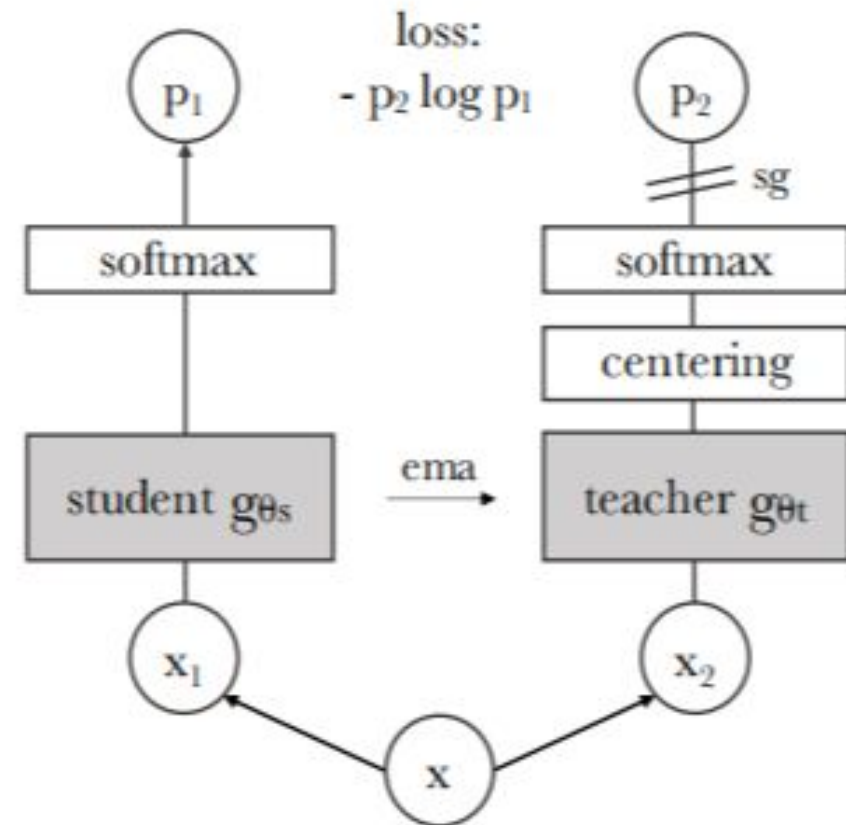 loss:
p₁ - p₂ log p₁ p₂
sg
softmax softmax
centering
ema
student gθs teacher gθt
x₁ x₂
x